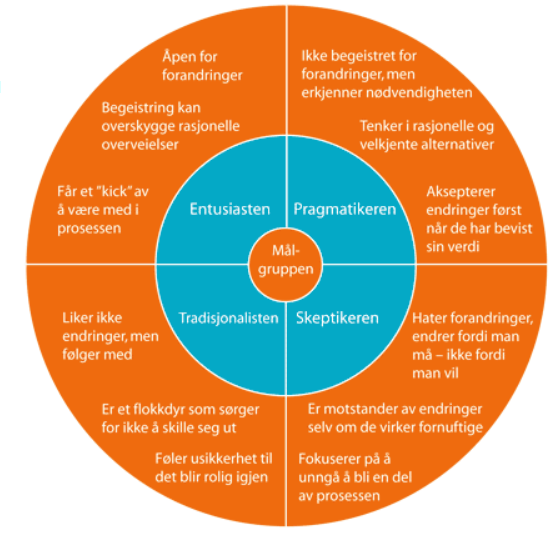 Åpen for
forandringer
Begeistring kan
overskygge rasjonelle
overveielser
Får et "kick" av
å være med i
prosessen
Ikke begeistret for
forandringer, men
erkjenner nødvendigheten
Tenker i rasjonelle og
velkjente alternativer
Aksepterer
endringer først
når de har bevist
sin verdi
Entusiasten
Pragmatikeren
Mål-
gruppen
Tradisjonalisten
Skeptikeren
Liker ikke
endringer, men
følger med
Er et flokkdyr som sørger
for ikke å skille seg ut
Føler usikkerhet til
det blir rolig igjen
Hater forandringer,
endrer fordi man
må – ikke fordi
man vil
Er motstander av endringer
selv om de virker fornuftige
Fokuserer på å
unngå å bli en del
av prosessen